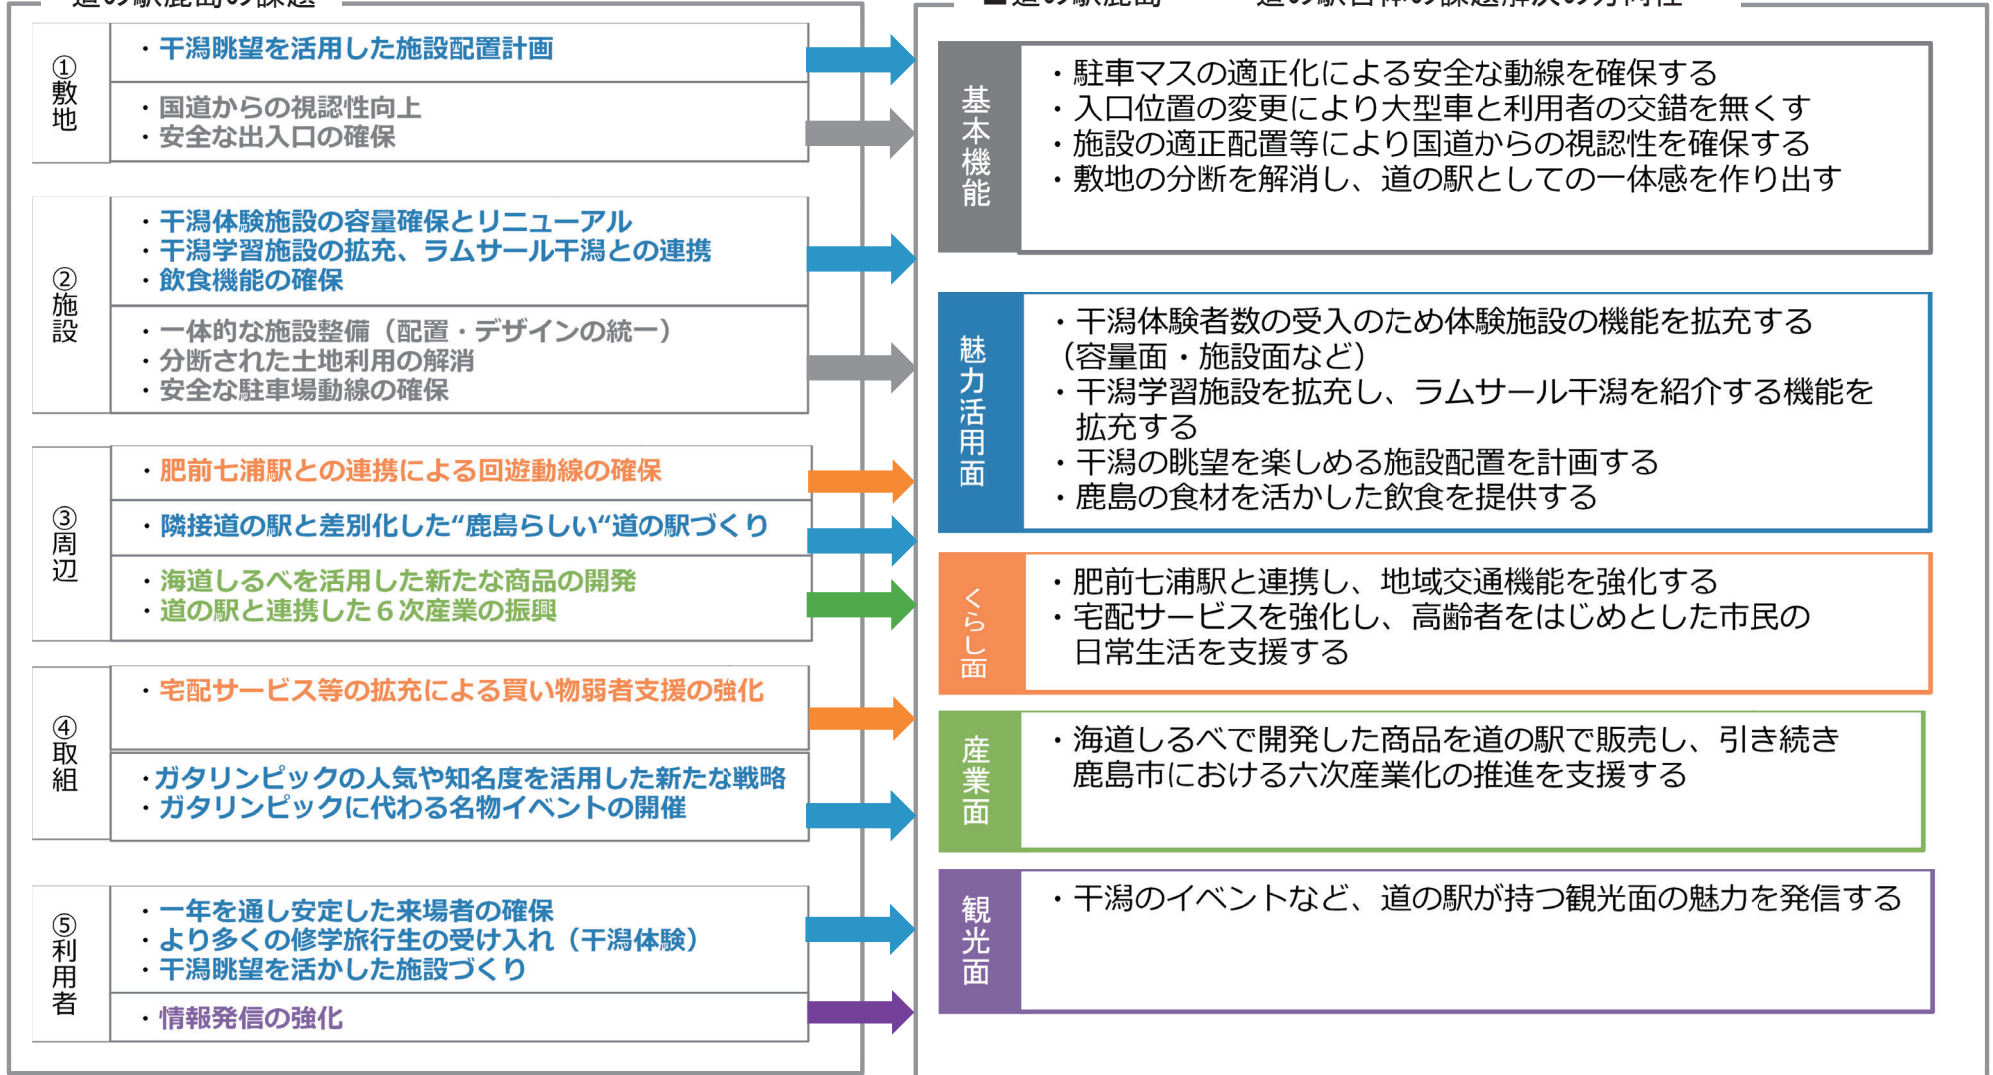 道の駅鹿島の課題
①敷地
・干潟眺望を活用した施設配置計画
・国道からの視認性向上
・安全な出入口の確保
②施設
・干潟体験施設の容量確保とリニューアル
・干潟学習施設の拡充、ラムサール干潟との連携
・飲食機能の確保
・一体的な施設整備（配置・デザインの統一）
・分断された土地利用の解消
・安全な駐車場動線の確保
③周辺
・肥前七浦駅との連携による回遊動線の確保
・隣接道の駅と差別化した“鹿島らしい“道の駅づくり
・海道しるべを活用した新たな商品の開発
・道の駅と連携した６次産業の振興
④取組
・宅配サービス等の拡充による買い物弱者支援の強化
・ガタリンピックの人気や知名度を活用した新たな戦略
・ガタリンピックに代わる名物イベントの開催
⑤利用者
・一年を通し安定した来場者の確保
・より多くの修学旅行生の受け入れ（干潟体験）
・干潟眺望を活かした施設づくり
・情報発信の強化
■道の駅鹿島
道の駅自体の課題解決の方向性
基本機能
・駐車マスの適正化による安全な動線を確保する
・入口位置の変更により大型車と利用者の交錯を無くす
・施設の適正配置等により国道からの視認性を確保する
・敷地の分断を解消し、道の駅としての一体感を作り出す
魅力活用面
・干潟体験者数の受入のため体験施設の機能を拡充する
（容量面・施設面など）
・干潟学習施設を拡充し、ラムサール干潟を紹介する機能を
拡充する
・干潟の眺望を楽しめる施設配置を計画する
・鹿島の食材を活かした飲食を提供する
くらし面
・肥前七浦駅と連携し、地域交通機能を強化する
・宅配サービスを強化し、高齢者をはじめとした市民の
日常生活を支援する
産業面
・海道しるべで開発した商品を道の駅で販売し、引き続き
鹿島市における六次産業化の推進を支援する
観光面
・干潟のイベントなど、道の駅が持つ観光面の魅力を発信する